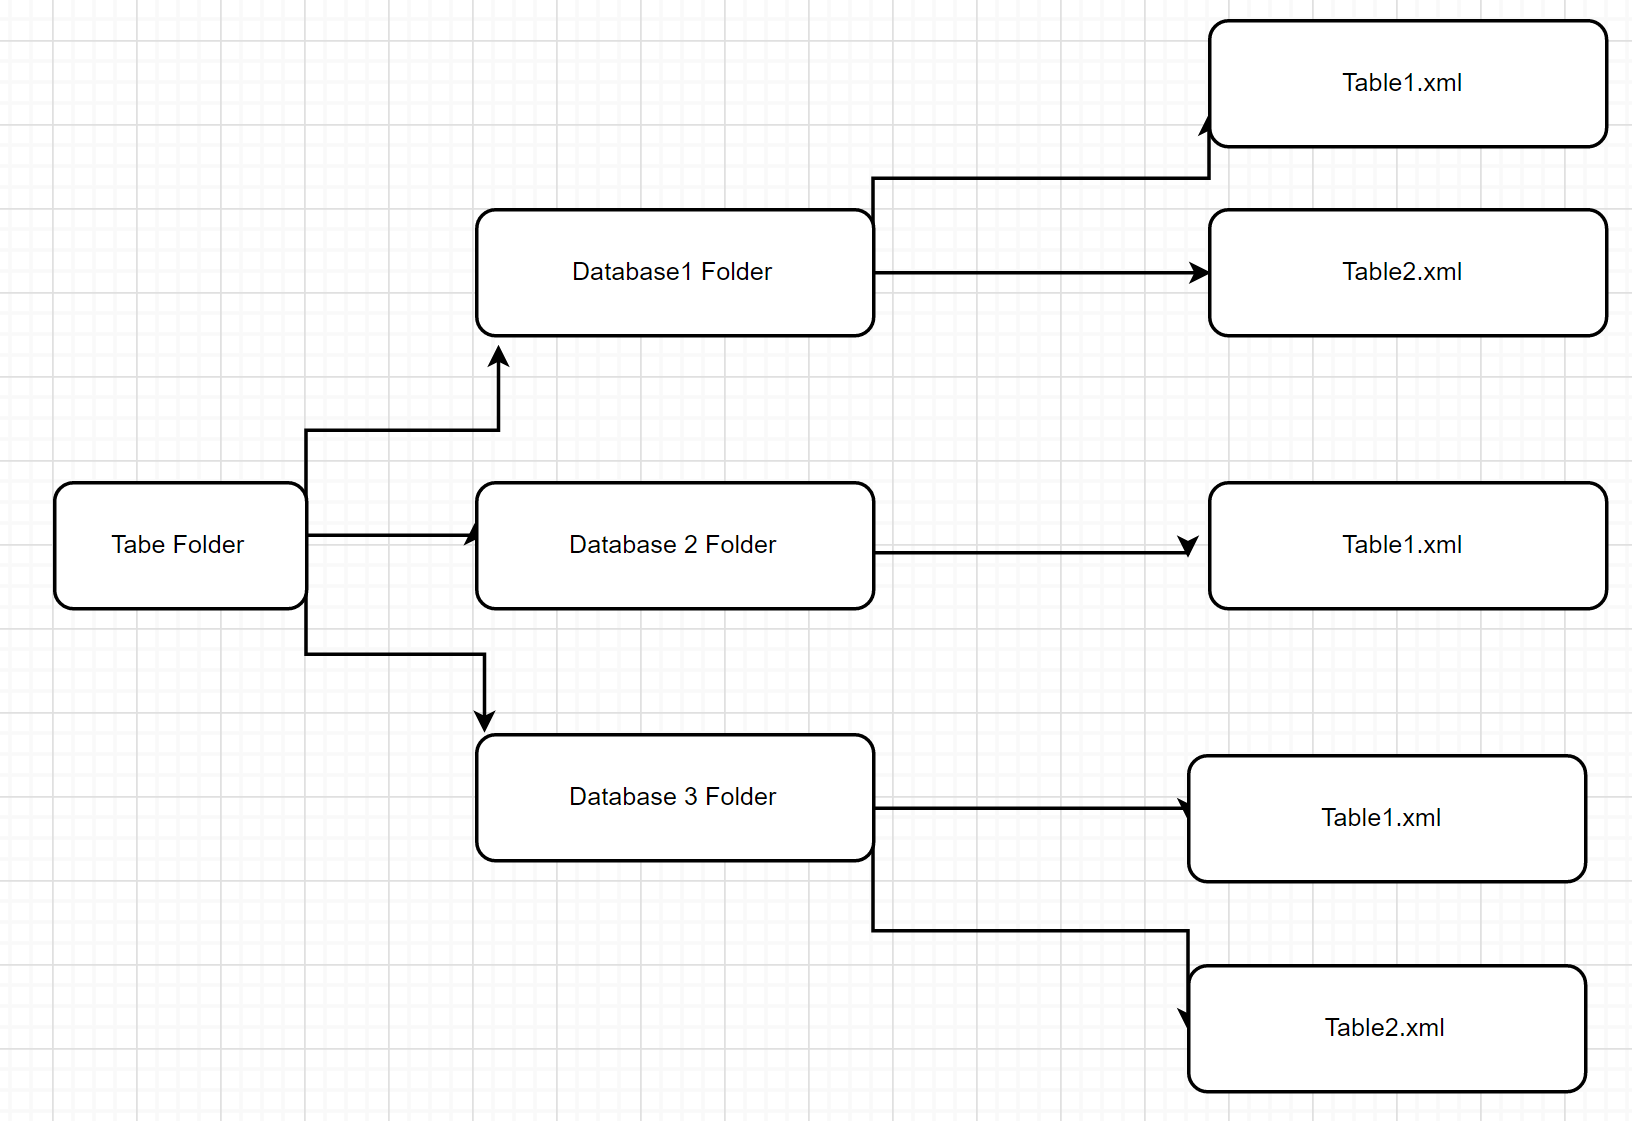 Table1.xml
Database1 Folder
Table2.xml
Tabe Folder
Database 2 Folder
Table1.xml
Database 3 Folder
Table1.xml
Table2.xml